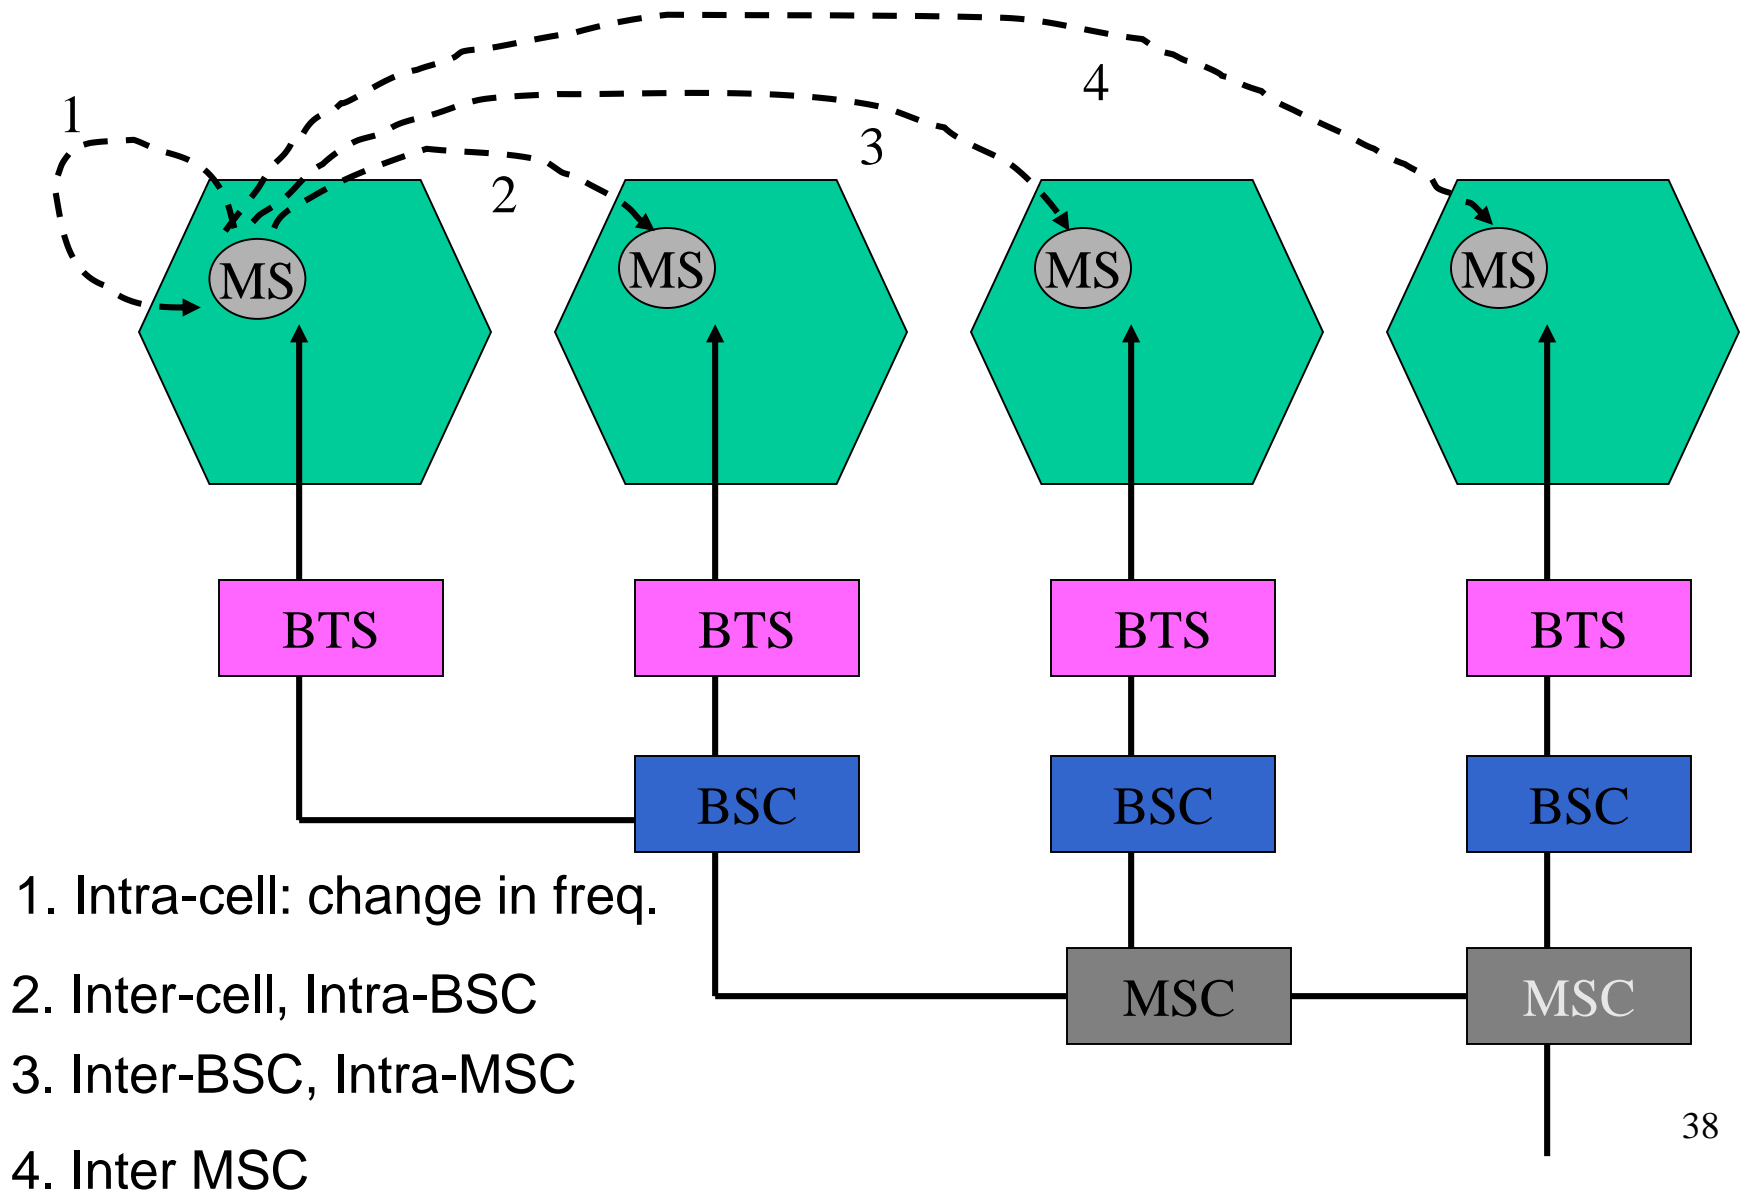 4
1
3
2
MS MS MS MS
BTS BTS BTS BTS
BSC BSC BSC
1. Intra-cell: change in freq.
2. Inter-cell, Intra-BSC
MSC MSC
3. Inter-BSC, Intra-MSC
38
4. Inter MSC